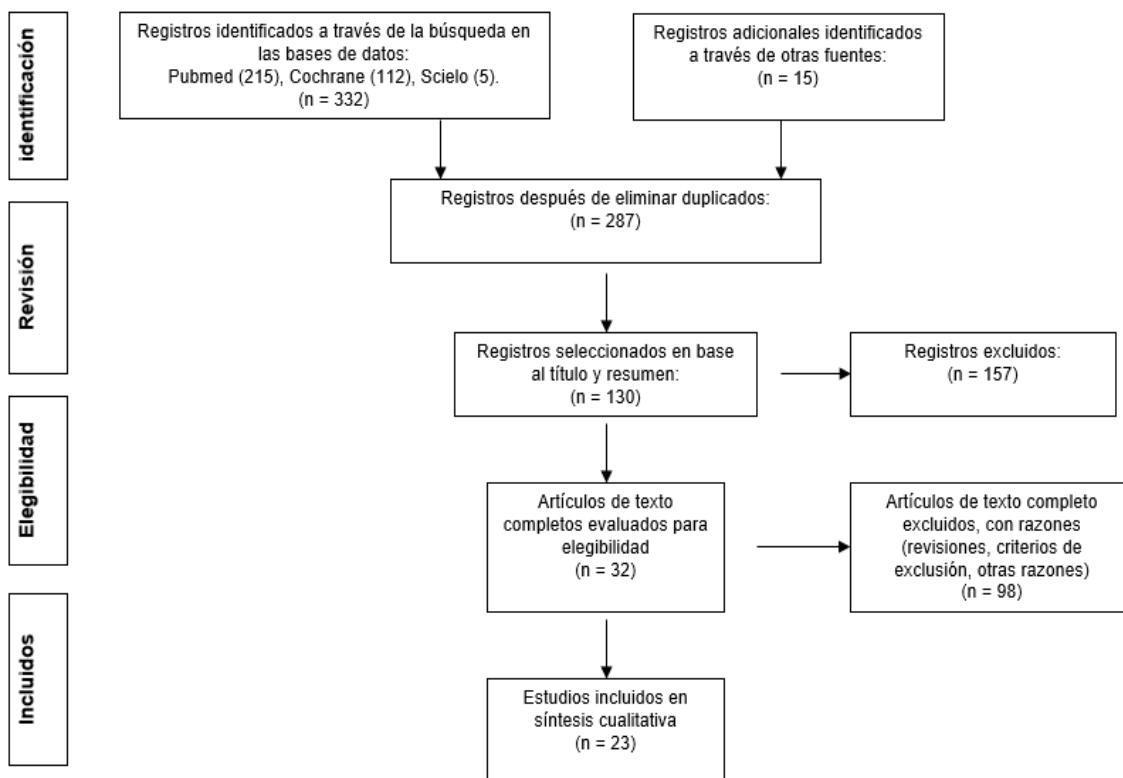 identificación
Registros identificados a través de la búsqueda en
las bases de datos:
Pubmed (215), Cochrane (112), Scielo (5).
(n = 332)
Registros adicionales identificados
a través de otras fuentes:
(n = 15)
Revisión
Registros después de eliminar duplicados:
(n = 287)
Registros seleccionados en base
al título y resumen:
(n = 130)
Registros excluidos:
(n = 157)
Elegibilidad
Artículos de texto
completos evaluados para
elegibilidad
(n = 32)
Artículos de texto completo
excluidos, con razones
(revisiones, criterios de
exclusión, otras razones)
(n = 98)
Incluidos
Estudios incluidos en
síntesis cualitativa
(n = 23)